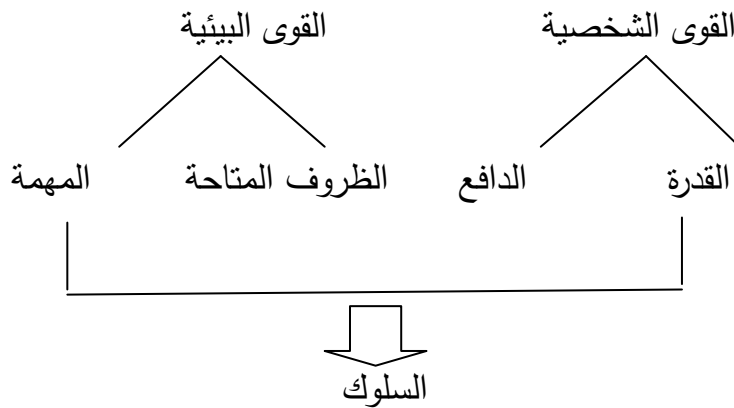 القوى الشخصية القوى البيئية
القدرة الدافع الظروف المتاحة المهمة
السلوك